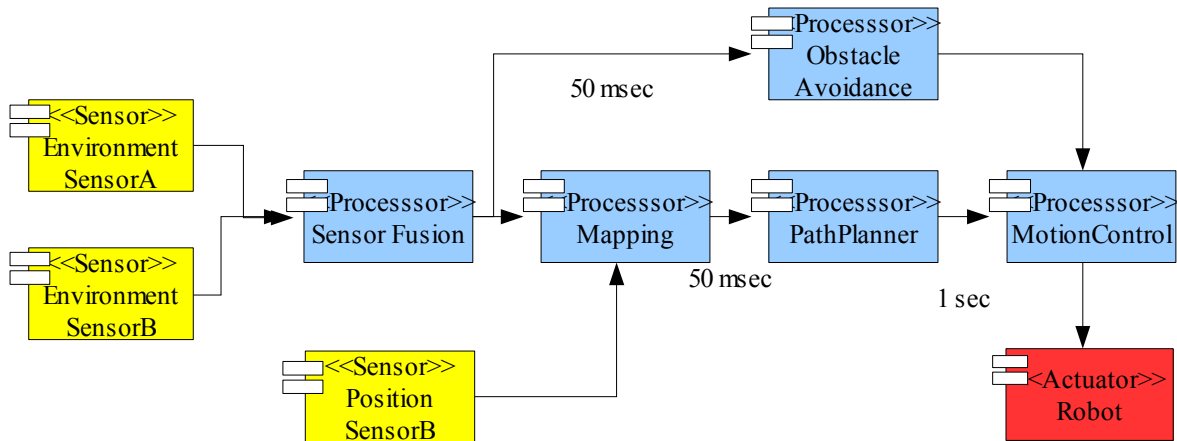 <Processsor>>
Obstacle
Avoidance
50 msec
<<Sensor>>
Environment
SensorA
<<Processsor>>
Sensor Fusion
<<Processsor>>
Mapping
<<Processsor>>
PathPlanner
<<Processsor>>
MotionControl
<<Sensor>>
Environment
SensorB
50 msec
1 sec
<<Sensor>>
Position
SensorB
<Actuator>>
Robot